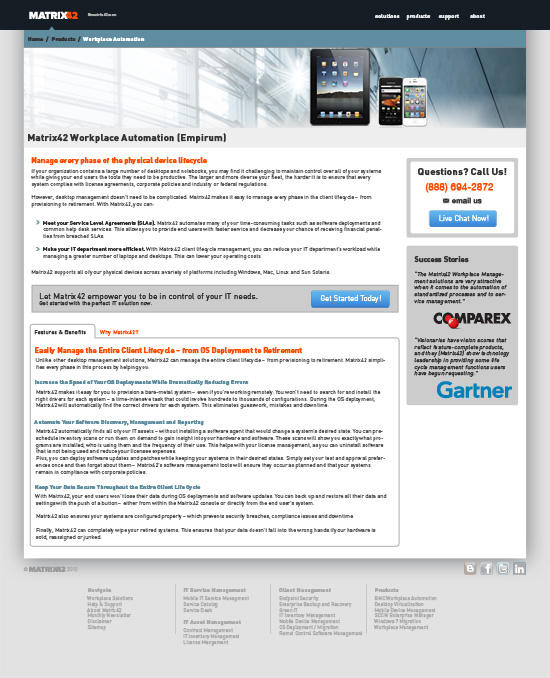 MATRIX42
solutions products support about
Home / Products / Workplace Automation
Matrix42 Workplace Automation (Empirum)
Manage every phase of the physical device lifecycle
If your organization contains a large number of desktops and notebooks, you may find it challenging to maintain control over all of your systems
while giving your end users the tools they need to be productive. The larger and more diverse your fleet, the harder it is to ensure that every
system complies with license agreements, corporate policies and industry or federal regulations.
However, desktop management doesn't need to be complicated. Matrix42 makes it easy to manage every phase in the client lifecycle – from
provisioning to retirement. With Matrix42, you can:
Meet your Service Level Agreements (SLAs). Matrix42 automates many of your time-consuming tasks such as software deployments and
common help desk services. This allows you to provide end users with faster service and decrease your chance of receiving financial penal-
ties from breached SLAs.
Make your IT department more efficient. With Matrix42 client lifecycle management, you can reduce your IT department's workload while
managing a greater number of laptops and desktops. This can lower your operating costs
Matrix42 supports all of your physical devices across a variety of platforms including Windows, Mac, Linux and Sun Solaris.
Let Matrix42 empower you to be in control of your IT needs.
Get started with the perfect IT solution now.
Get Started Today!
Features & Benefits
Why Matrix42?
Easily Manage the Entire Client Lifecycle – from OS Deployment to Retirement
Unlike other desktop management solutions, Matrix42 can manage the entire client lifecycle – from provisioning to retirement. Matrix42 simpli-
fies every phase in this process by helping you:
Increase the Speed of Your OS Deployments While Dramatically Reducing Errors
Matrix42 makes it easy for you to provision a bare-metal system – even if you're working remotely. You won't need to search for and install the
right drivers for each system – a time-intensive task that could involve hundreds to thousands of configurations. During the OS deployment,
Matrix42 will automatically find the correct drivers for each system. This eliminates guesswork, mistakes and downtime.
Automate Your Software Discovery, Management and Reporting
Matrix42 automatically finds all of your IT assets – without installing a software agent that would change a system's desired state. You can pre-
schedule inventory scans or run them on demand to gain insight into your hardware and software. These scans will show you exactly what pro-
grams are installed, who is using them and the frequency of their use. This helps with your license management, as you can uninstall software
that is not being used and reduce your licenses expenses
Plus, you can deploy software updates and patches while keeping your systems in their desired states. Simply set your test and approval prefer-
ences once and then forget about them – Matrix42's software management tools will ensure they occur as planned and that your systems
remain in compliance with corporate policies.
Keep Your Data Secure Throughout the Entire Client Life Cycle
With Matrix42, your end users won't lose their data during OS deployments and software updates. You can back up and restore all their data and
settings with the push of a button – either from within the Matrix42 console or directly from the end user's system.
Matrix42 also ensures your systems are configured properly – which prevents security breaches, compliance issues and downtime.
Finally, Matrix42 can completely wipe your retired systems. This ensures that your data doesn't fall into the wrong hands if your hardware is
sold, reassigned or junked.
Questions? Call Us!
(888) 694-2872
email us
Live Chat Now!
Success Stories
"The Matrix42 Workplace Manage-
ment solutions are very attractive
when it comes to the automation of
standardized processes and to ser-
vice management."
COMPAREX
"Visionaries have vision scores that
reflect feature-complete products,
and they (Matrix42) show technology
leadership in providing some life
cycle management functions users
have begun requesting."
Gartner
© MATRIX42 2012
Navigate
Workplace Solutions
Help & Support
About Matrix42
Monthly Newsletter
Disclaimer
Sitemap
IT Service Management
Mobile IT Service Management
Service Catalog
Service Desk
IT Asset Management
Contract Management
IT Inventory Management
License Management
Client Management
Endpoint Security
Enterprise Backup and Recovery
Green IT
IT Inventory Management
Mobile Device Management
OS Deployment / Migration
Remot Control Software Management
Products
BMC Workplace Automation
Desktop Virtualization
Mobile Device Management
SCCM Enterprise Manager
Windows 7 Migration
Workplace Management